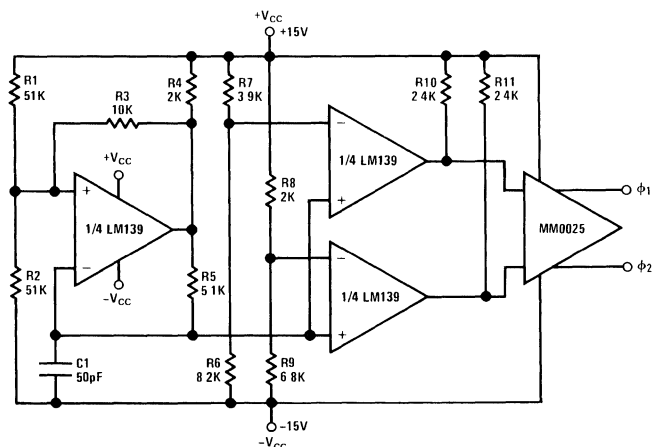 +VCC
+15V
R1
51K
R3
10K
R4
2K
R7
3 9K
R10
2 4K
R11
2 4K
+VCC
+
1/4 LM139
−
−VCC
R2
51K
R5
5 1K
R8
2K
−
1/4 LM139
+
−
1/4 LM139
+
MM0025
ϕ1
ϕ2
C1
50pF
R6
8 2K
R9
6 8K
−15V
−VCC